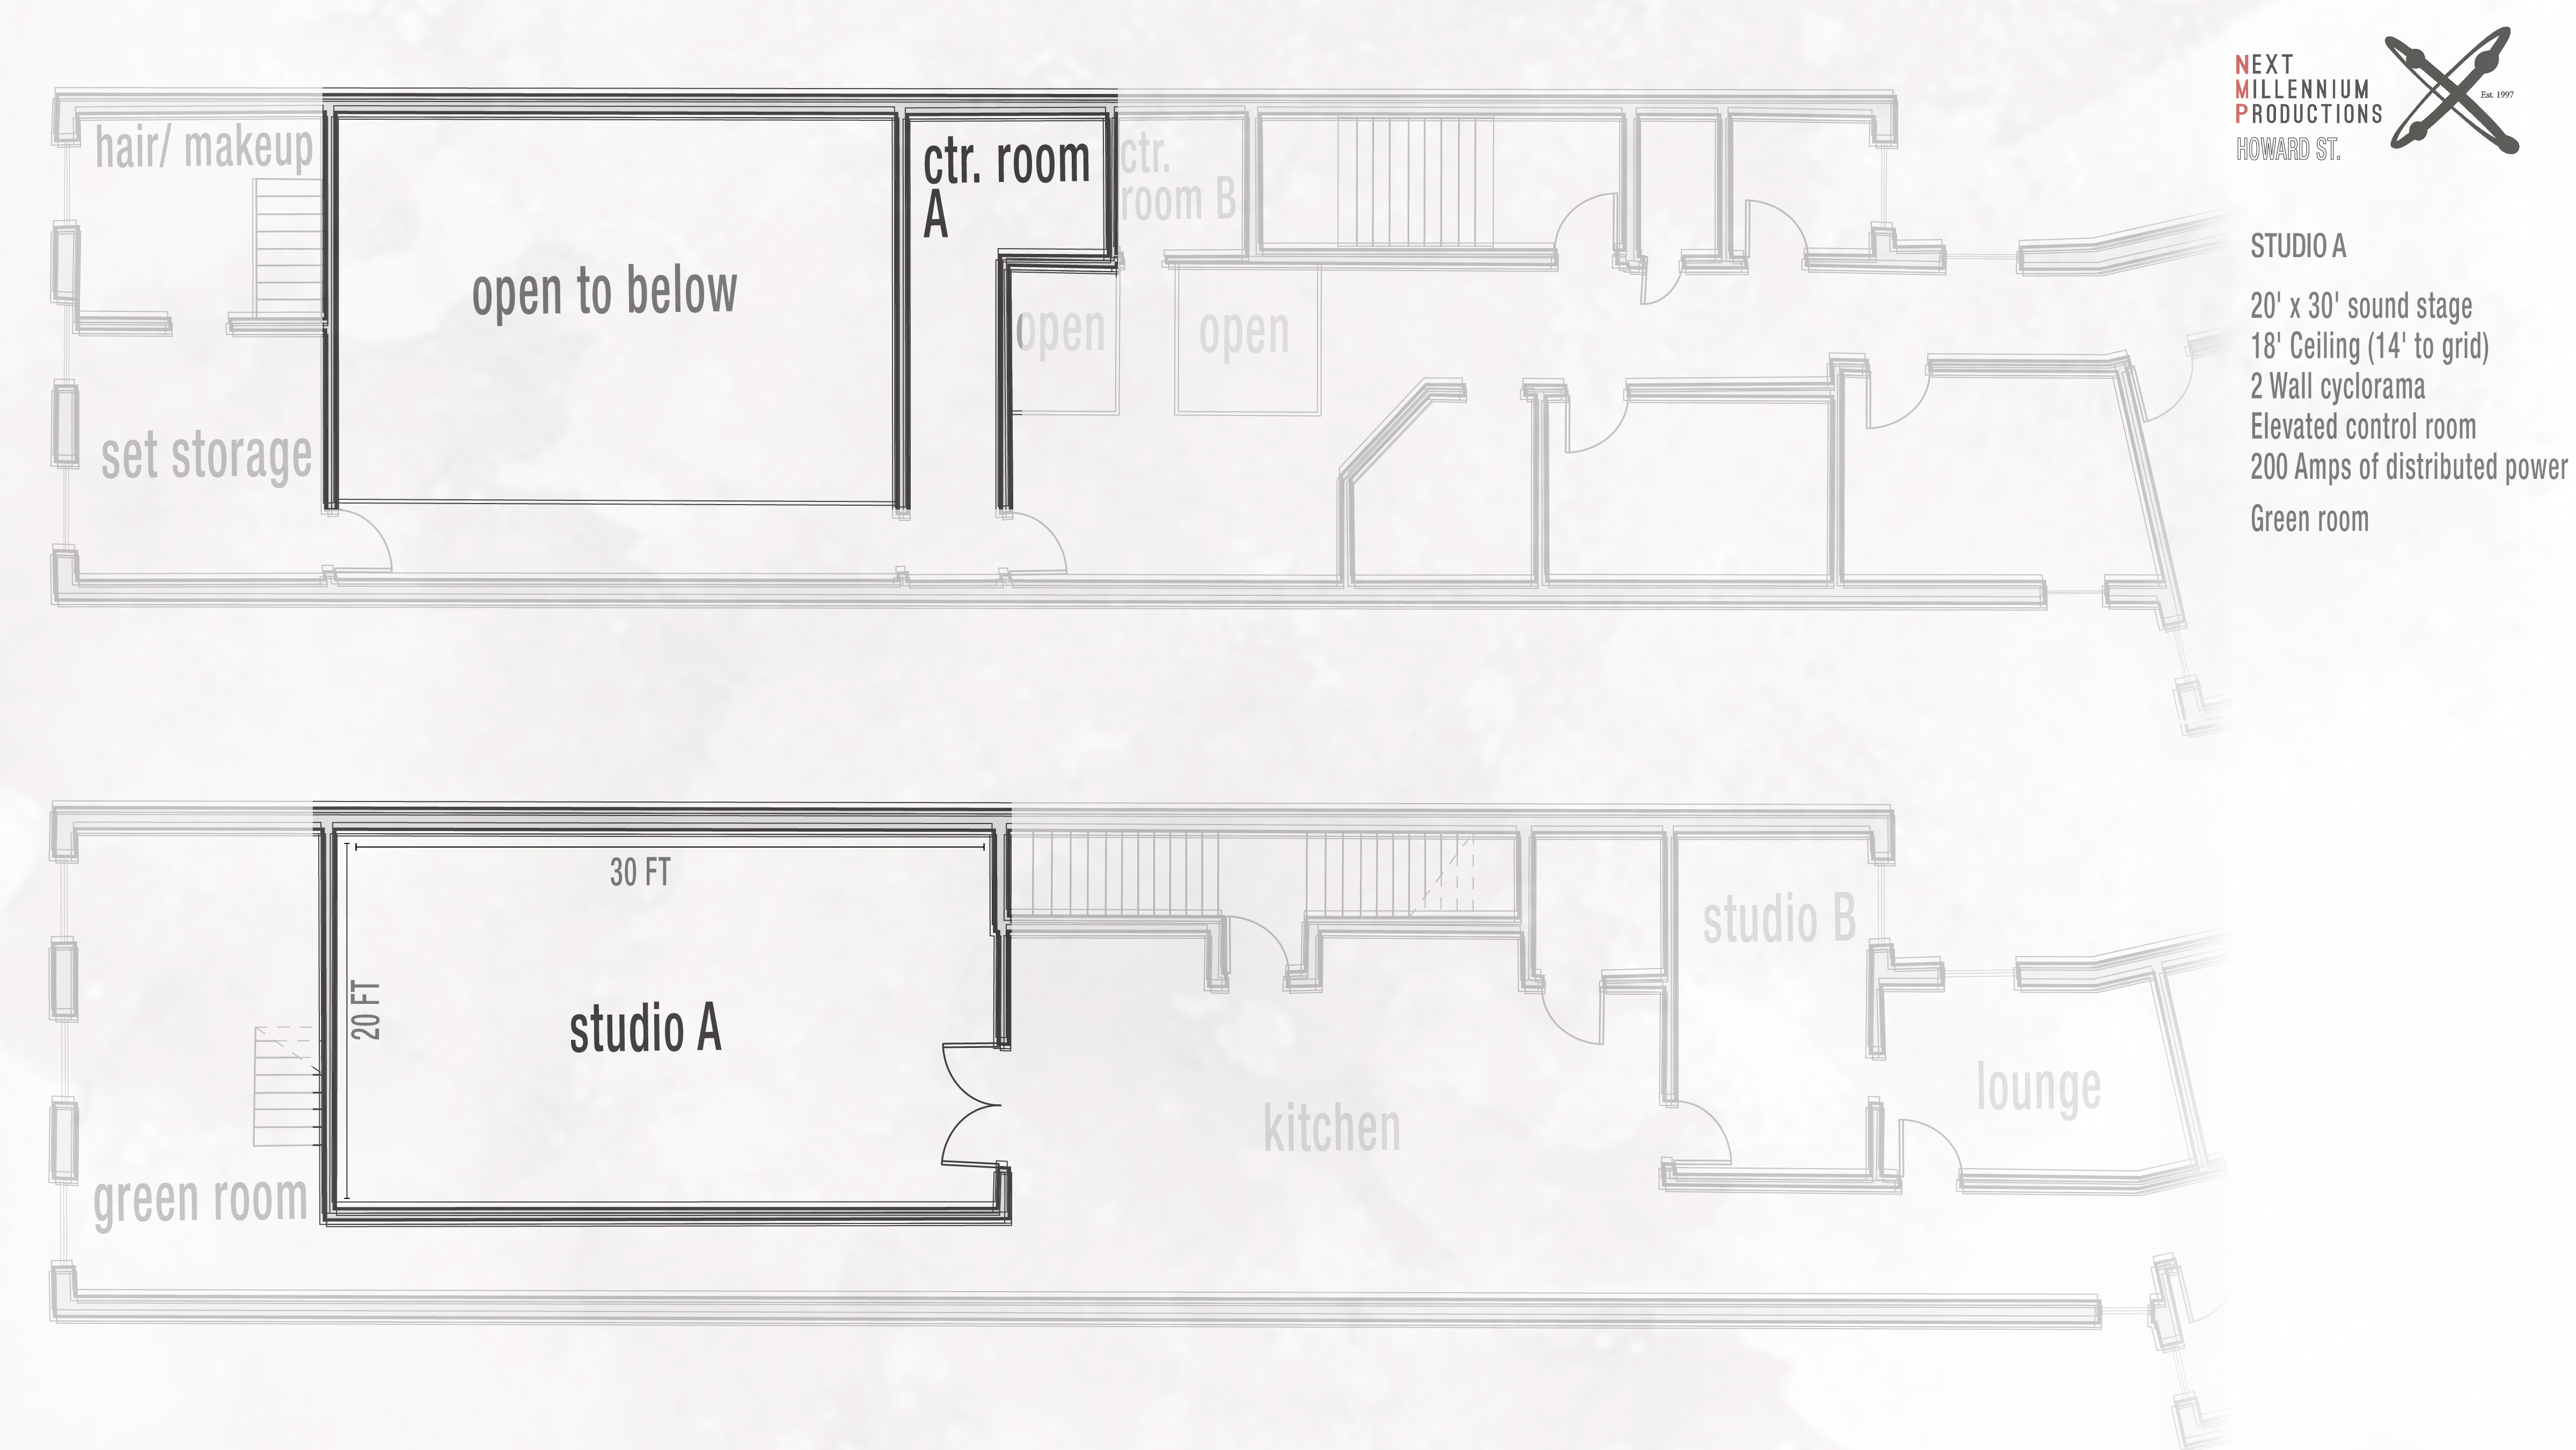 NEXT
MILLENNIUM
PRODUCTIONS
HOWARD ST.
Est. 1997
STUDIO A
20' x 30' sound stage
18' Ceiling (14' to grid)
2 Wall cyclorama
Elevated control room
200 Amps of distributed power
Green room
hair/ makeup
ctr. room
A
ctr.
room B
open to below
open
open
set storage
30 FT
20 FT
studio A
studio B
kitchen
lounge
green room